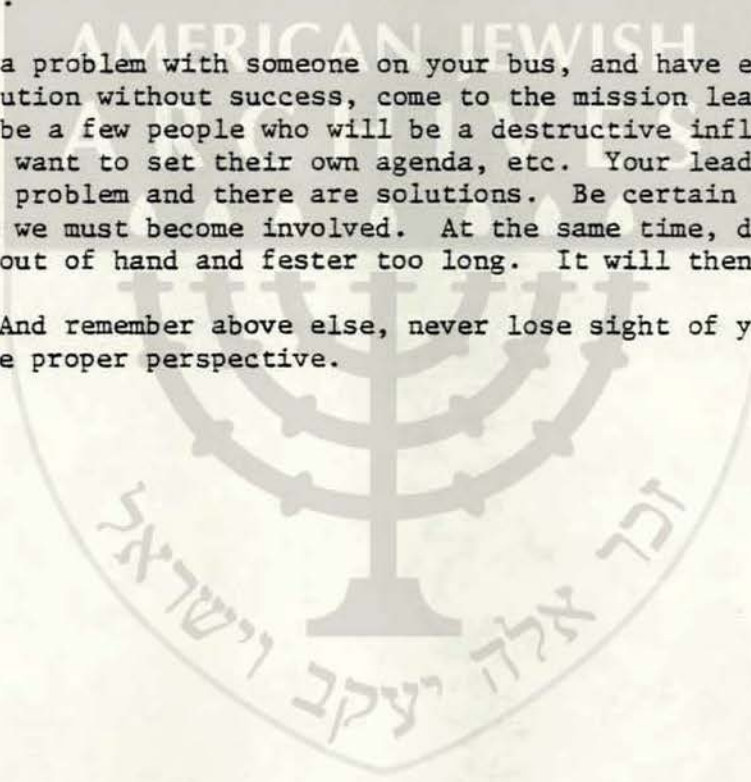 AMERICAN JEWISH
ARCHIVES
a problem with someone on your bus, and have e
ution without success, come to the mission lea
be a few people who will be a destructive infl
want to set their own agenda, etc. Your lead
problem and there are solutions. Be certain
we must become involved. At the same time, d
out of hand and fester too long. It will then
And remember above else, never lose sight of y
e proper perspective.
זכר אלה יעקב וישראל